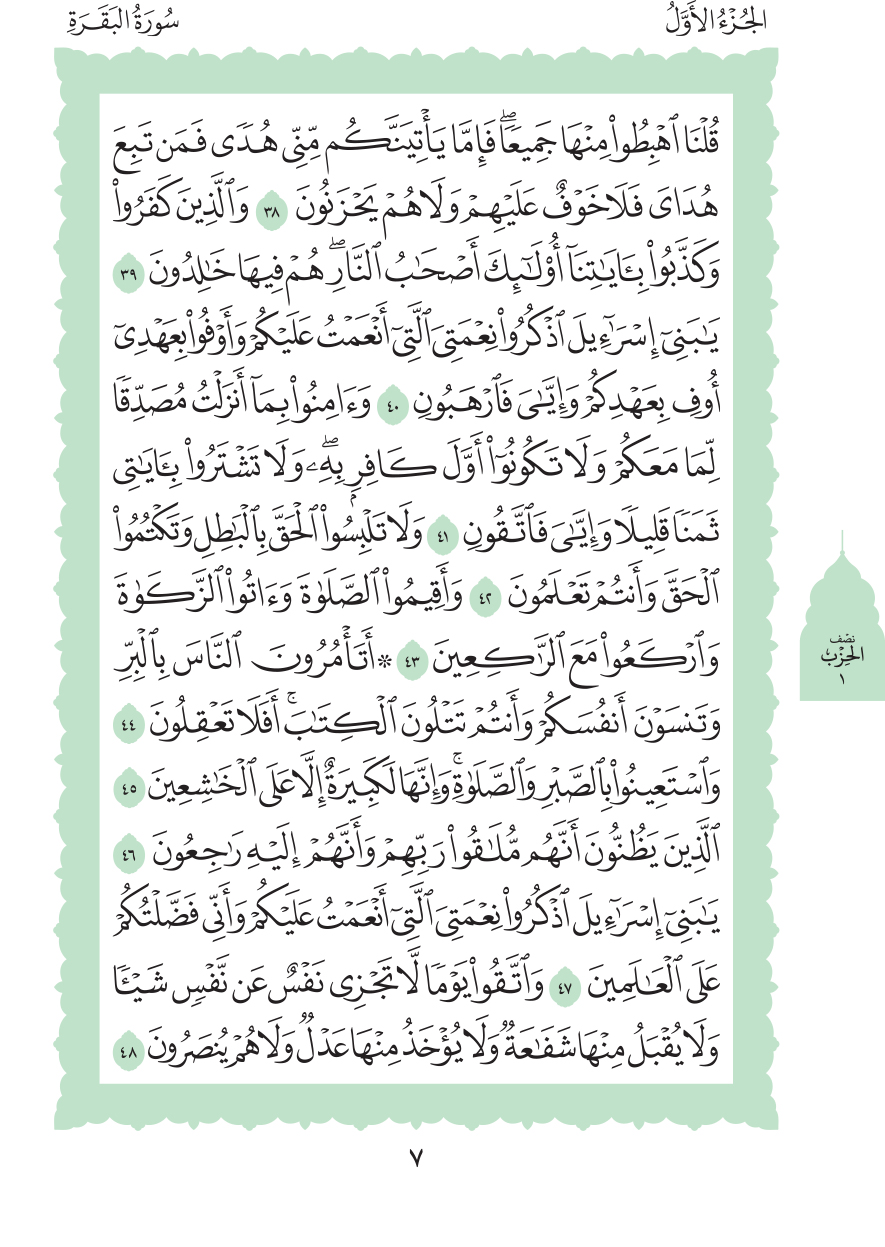 الجُزْءُ الأَوَّلُ
سُورَةُ البَقَرَةِ
قُلْنَا ٱهْبِطُواْ مِنْهَا جَمِيعٗاۖ فَإِمَّا يَأۡتِيَنَّكُم مِّنِّي هُدٗى فَمَن تَبِعَ
هُدَايَ فَلَا خَوۡفٌ عَلَيۡهِمۡ وَلَا هُمۡ يَحۡزَنُونَ ٣٨ وَٱلَّذِينَ كَفَرُواْ
وَكَذَّبُواْ بِـَٔايَٰتِنَآ أُوْلَٰٓئِكَ أَصۡحَٰبُ ٱلنَّارِۖ هُمۡ فِيهَا خَٰلِدُونَ ٣٩
يَٰبَنِيٓ إِسۡرَٰٓءِيلَ ٱذۡكُرُواْ نِعۡمَتِيَ ٱلَّتِيٓ أَنۡعَمۡتُ عَلَيۡكُمۡ وَأَوۡفُواْ بِعَهۡدِيٓ
أُوفِ بِعَهۡدِكُمۡ وَإِيَّٰيَ فَٱرۡهَبُونِ ٤٠ وَءَامِنُواْ بِمَآ أَنزَلۡتُ مُصَدِّقٗا
لِّمَا مَعَكُمۡ وَلَا تَكُونُوٓاْ أَوَّلَ كَافِرِۭ بِهِۦۖ وَلَا تَشۡتَرُواْ بِـَٔايَٰتِي
ثَمَنٗا قَلِيلٗا وَإِيَّٰيَ فَٱتَّقُونِ ٤١ وَلَا تَلۡبِسُواْ ٱلۡحَقَّ بِٱلۡبَٰطِلِ وَتَكۡتُمُواْ
ٱلۡحَقَّ وَأَنتُمۡ تَعۡلَمُونَ ٤٢ وَأَقِيمُواْ ٱلصَّلَوٰةَ وَءَاتُواْ ٱلزَّكَوٰةَ
وَٱرۡكَعُواْ مَعَ ٱلرَّٰكِعِينَ ٤٣ ۞أَتَأۡمُرُونَ ٱلنَّاسَ بِٱلۡبِرِّ
وَتَنسَوۡنَ أَنفُسَكُمۡ وَأَنتُمۡ تَتۡلُونَ ٱلۡكِتَٰبَۚ أَفَلَا تَعۡقِلُونَ ٤٤
وَٱسۡتَعِينُواْ بِٱلصَّبۡرِ وَٱلصَّلَوٰةِۚ وَإِنَّهَا لَكَبِيرَةٌ إِلَّا عَلَى ٱلۡخَٰشِعِينَ ٤٥
ٱلَّذِينَ يَظُنُّونَ أَنَّهُم مُّلَٰقُواْ رَبِّهِمۡ وَأَنَّهُمۡ إِلَيۡهِ رَٰجِعُونَ ٤٦
يَٰبَنِيٓ إِسۡرَٰٓءِيلَ ٱذۡكُرُواْ نِعۡمَتِيَ ٱلَّتِيٓ أَنۡعَمۡتُ عَلَيۡكُمۡ وَأَنِّي فَضَّلۡتُكُمۡ
عَلَى ٱلۡعَٰلَمِينَ ٤٧ وَٱتَّقُواْ يَوۡمٗا لَّا تَجۡزِي نَفۡسٌ عَن نَّفۡسٖ شَيۡـٔٗا
وَلَا يُقۡبَلُ مِنۡهَا شَفَٰعَةٞ وَلَا يُؤۡخَذُ مِنۡهَا عَدۡلٞ وَلَا هُمۡ يُنصَرُونَ ٤٨
نِصْف
الحِزْبُ
١
٧